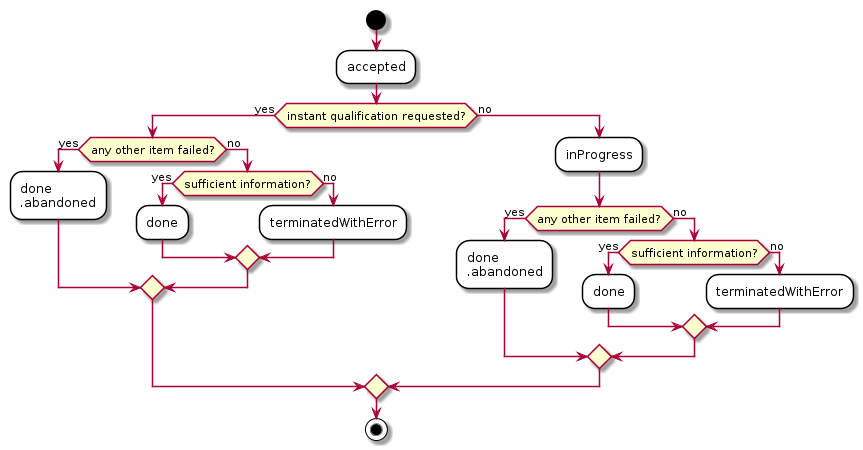 accepted
yes
instant qualification requested?
no
yes
any other item failed?
no
inProgress
done
.abandoned
yes
sufficient information?
no
done
terminatedWithError
yes
any other item failed?
no
done
.abandoned
yes
sufficient information?
no
done
terminatedWithError